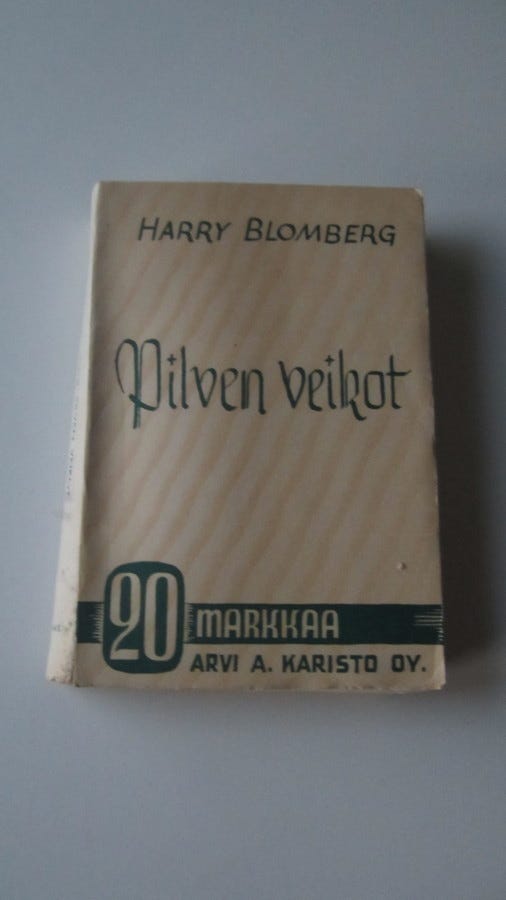 HARRY BLOMBERG
Pilven veikot
20 MARKKAA
ARVI A. KARISTO OY.